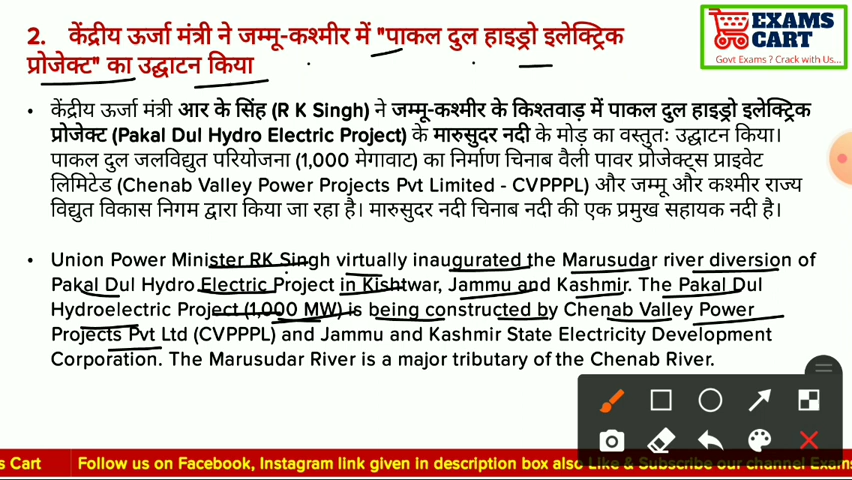 2. केंद्रीय ऊर्जा मंत्री ने जम्मू-कश्मीर में "पाकल दुल हाइड्रो इलेक्ट्रिक
प्रोजेक्ट" का उद्घाटन किया
EXAMS
CART
Govt Exams ? Crack with Us...
• केंद्रीय ऊर्जा मंत्री आर के सिंह (R K Singh) ने जम्मू-कश्मीर के किश्तवाड़ में पाकल दुल हाइड्रो इलेक्ट्रिक
प्रोजेक्ट (Pakal Dul Hydro Electric Project) के मारुसुदर नदी के मोड़ का वस्तुतः उद्घाटन किया।
पाकल दुल जलविद्युत परियोजना (1,000 मेगावाट) का निर्माण चिनाब वैली पावर प्रोजेक्ट्स प्राइवेट
लिमिटेड (Chenab Valley Power Projects Pvt Limited - CVPPPL) और जम्मू और कश्मीर राज्य
विद्युत विकास निगम द्वारा किया जा रहा है। मारुसुदर नदी चिनाब नदी की एक प्रमुख सहायक नदी है।
• Union Power Minister RK Singh virtually inaugurated the Marusudar river diversion of
Pakal Dul Hydro Electric Project in Kishtwar, Jammu and Kashmir. The Pakal Dul
Hydroelectric Project (1,000 MW) is being constructed by Chenab Valley Power
Projects Pvt Ltd (CVPPPL) and Jammu and Kashmir State Electricity Development
Corporation. The Marusudar River is a major tributary of the Chenab River.
s Cart Follow us on Facebook, Instagram link given in description box also Like & Subscribe our channel Exams